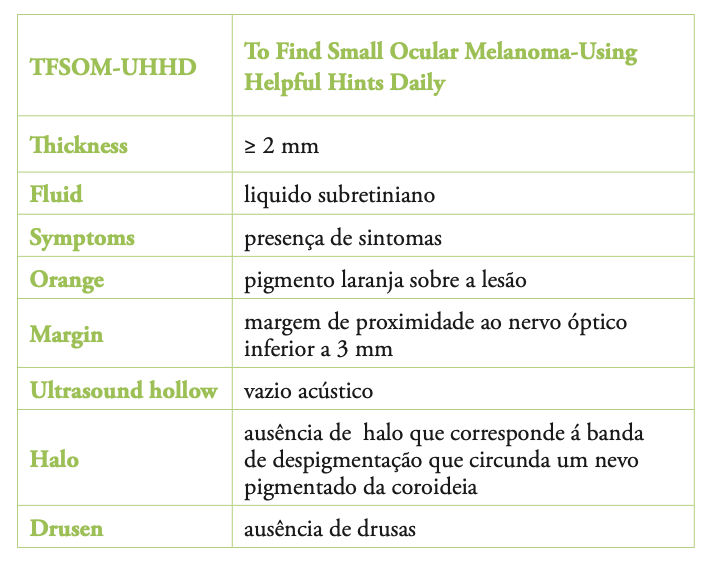 TFSOM-UHHD
To Find Small Ocular Melanoma-Using
Helpful Hints Daily
Thickness
≥ 2 mm
Fluid
liquido subretiniano
Symptoms
presença de sintomas
Orange
pigmento laranja sobre a lesão
Margin
margem de proximidade ao nervo óptico
inferior a 3 mm
Ultrasound hollow
vazio acústico
Halo
ausência de  halo que corresponde á banda
de despigmentação que circunda um nevo
pigmentado da coroideia
Drusen
ausência de drusas